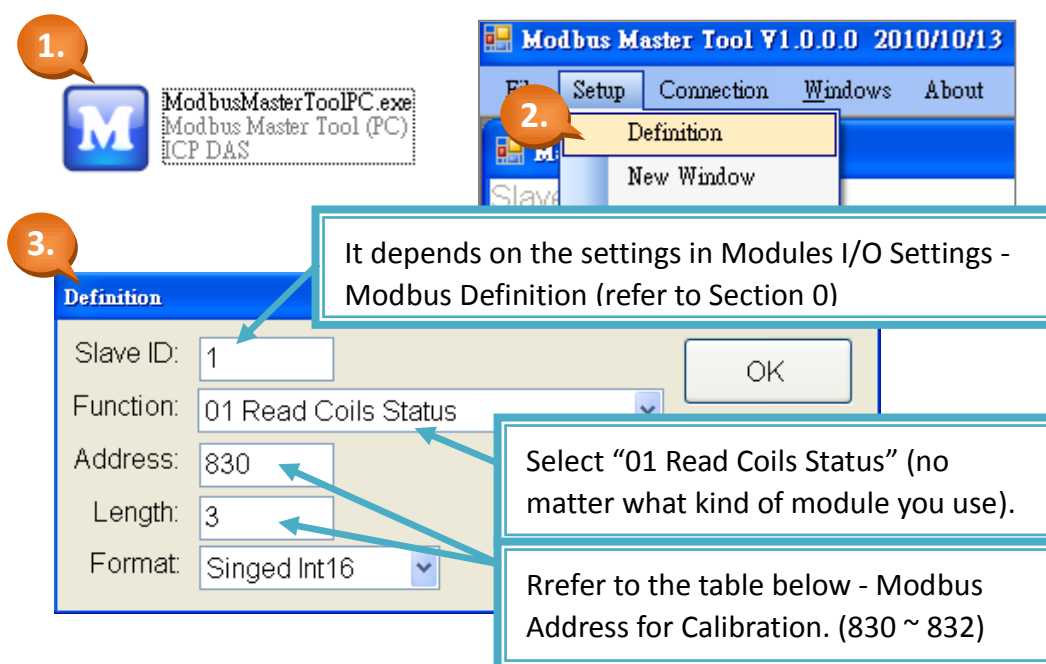 1.
ModbusMasterToolPC.exe
Modbus Master Tool (PC)
ICP DAS
Modbus Master Tool V1.0.0.0 2010/10/13
Setup Connection Windows About
2.
Definition
New Window
Slave
3.
It depends on the settings in Modules I/O Settings -
Modbus Definition (refer to Section 0)
Definition
Slave ID: 1
OK
Function: 01 Read Coils Status
Address: 830
Length: 3
Format: Singed Int16
Select “01 Read Coils Status” (no
matter what kind of module you use).
Rrefer to the table below - Modbus
Address for Calibration. (830 ~ 832)